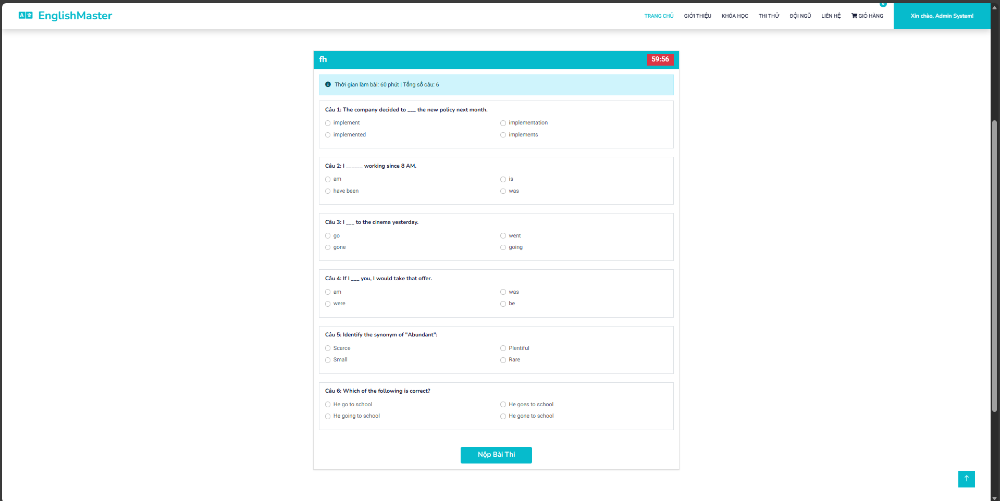 EnglishMaster
TRANG CHỦ GIỚI THIỆU KHÓA HỌC THI THỬ ĐỘI NGŨ LIÊN HỆ GIỎ HÀNG Xin chào, Admin System!
fh 59:56
Thời gian làm bài: 60 phút | Tổng số câu: 6
Câu 1: The company decided to ___ the new policy next month.
implement implementation
implemented implements
Câu 2: I ______ working since 8 AM.
am is
have been was
Câu 3: I ___ to the cinema yesterday.
go went
gone going
Câu 4: If I ___ you, I would take that offer.
am was
were be
Câu 5: Identify the synonym of "Abundant":
Scarce Plentiful
Small Rare
Câu 6: Which of the following is correct?
He go to school He goes to school
He going to school He gone to school
Nộp Bài Thi